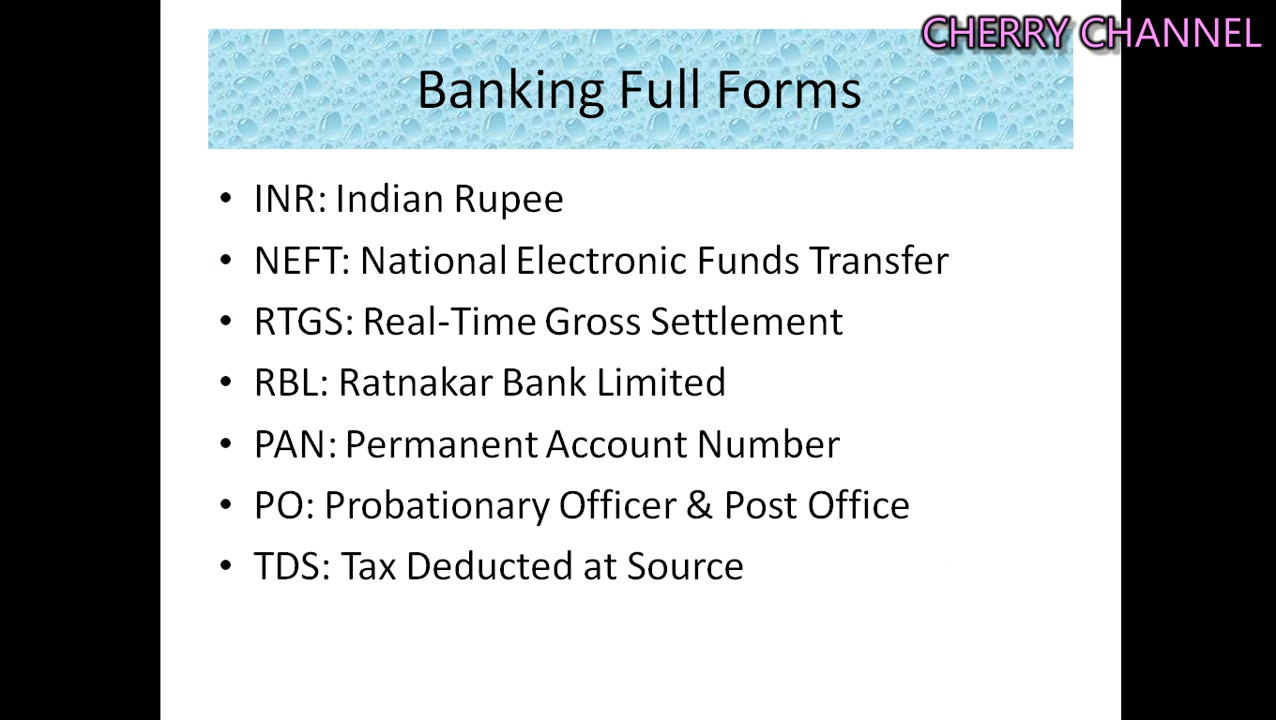 CHERRY CHANNEL
Banking Full Forms
• INR: Indian Rupee
• NEFT: National Electronic Funds Transfer
• RTGS: Real-Time Gross Settlement
• RBL: Ratnakar Bank Limited
• PAN: Permanent Account Number
• PO: Probationary Officer & Post Office
• TDS: Tax Deducted at Source